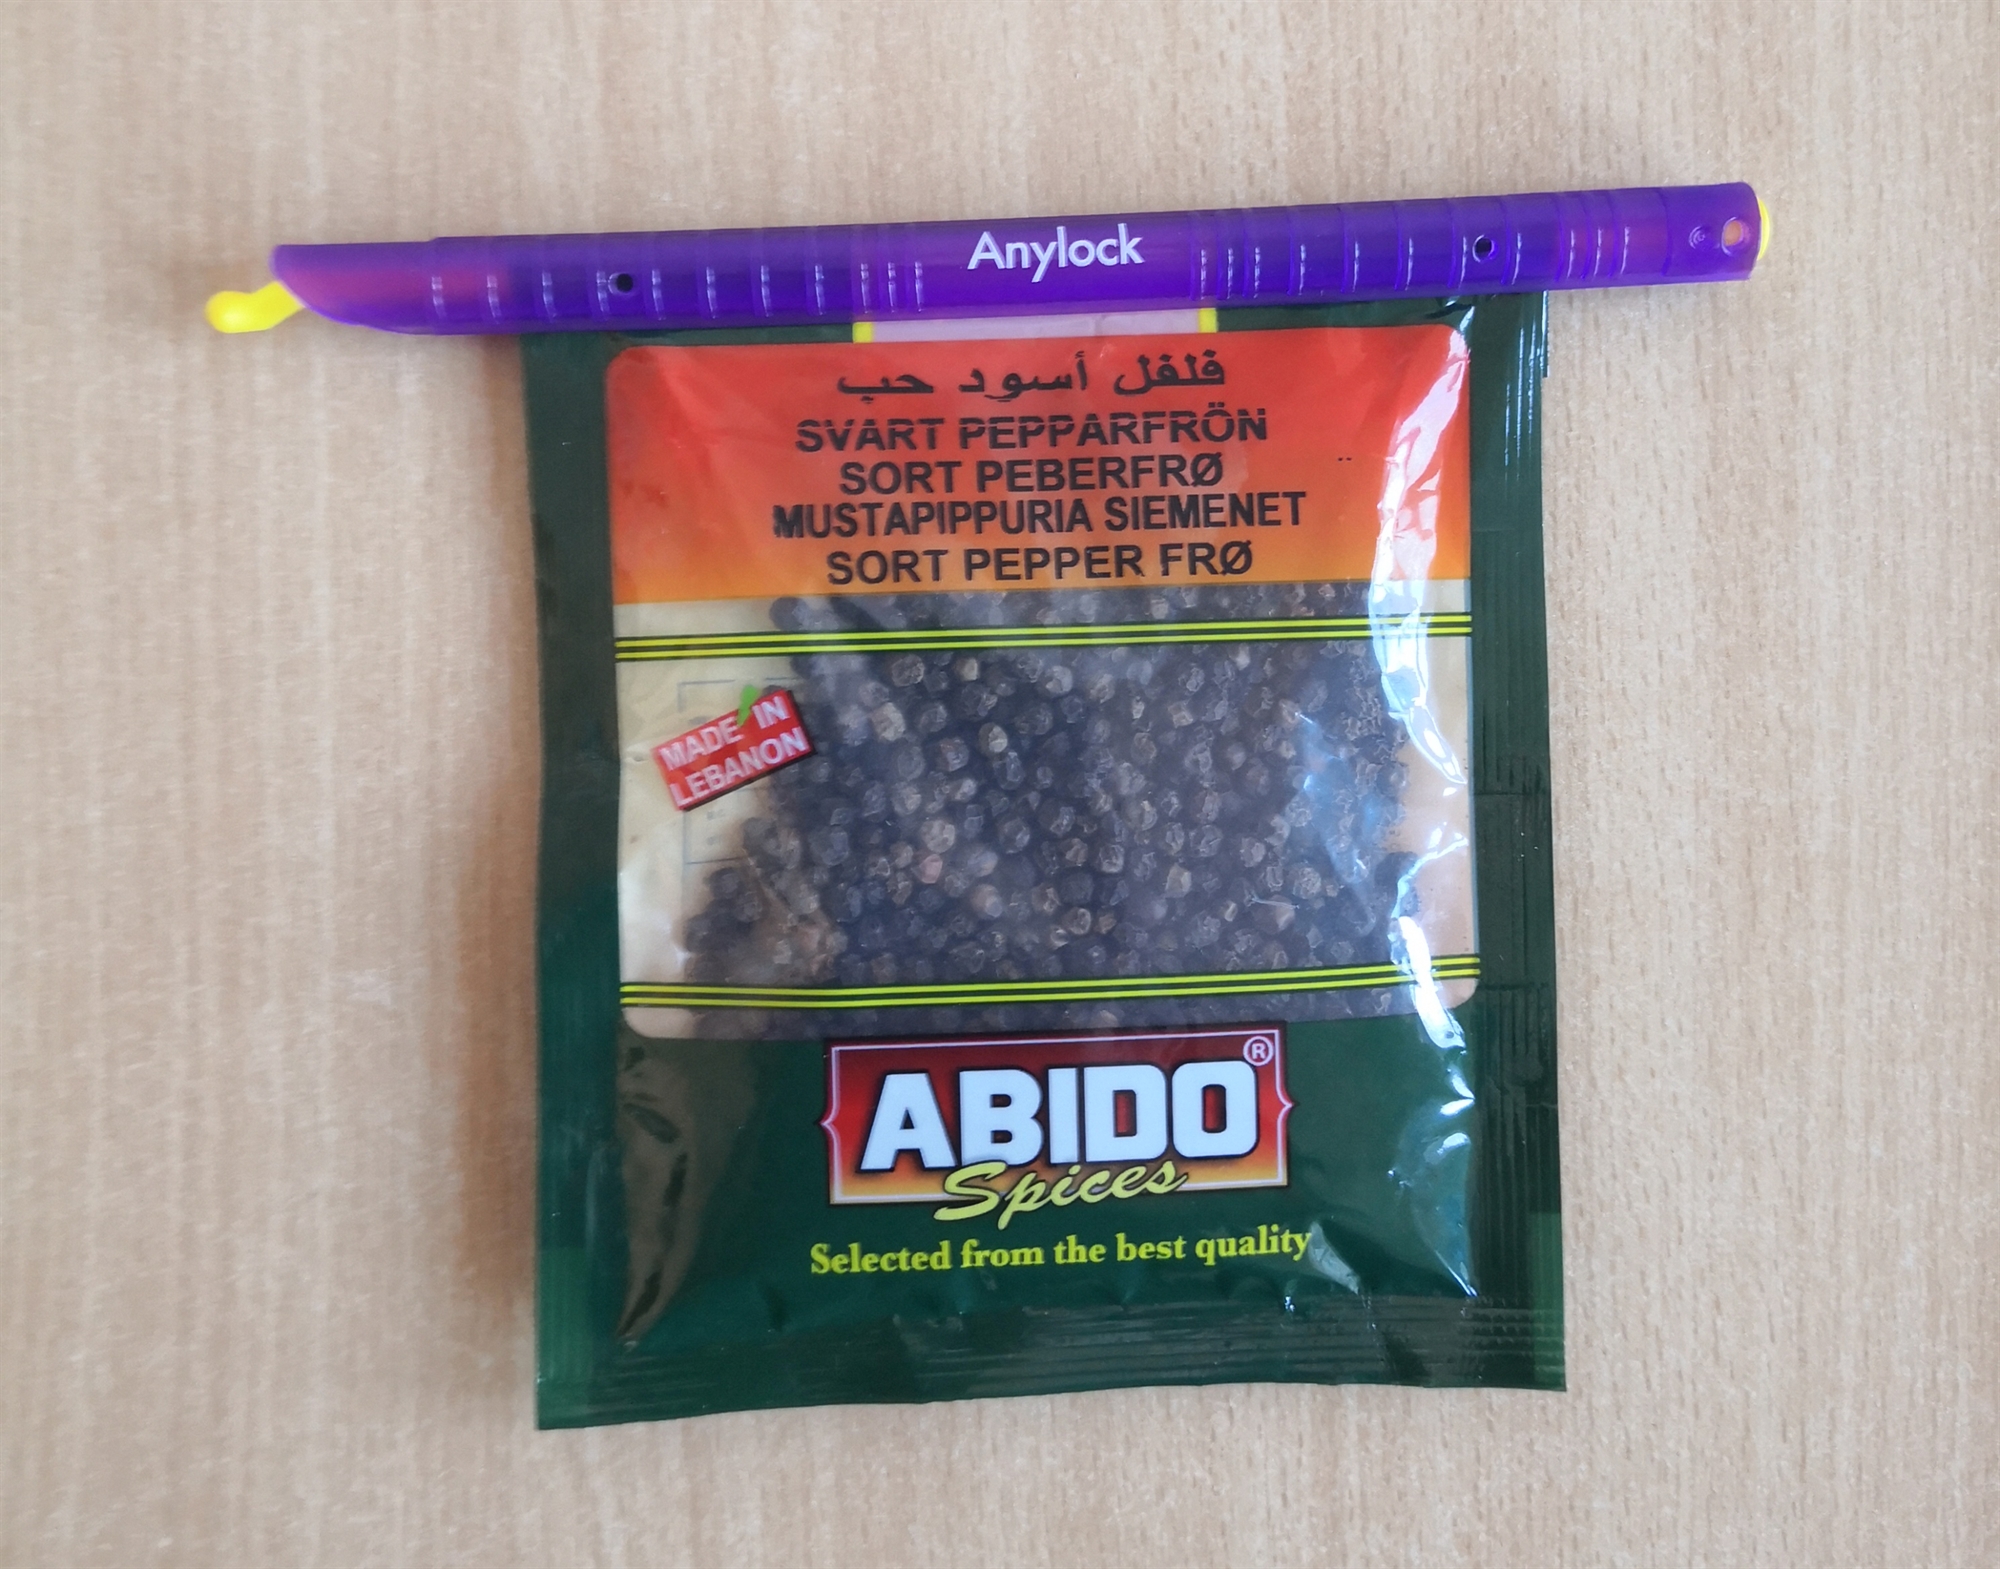 Anylock
فلفل أسود حب
SVART PEPPARFRÖN
SORT PEBERFRØ
MUSTAPIPPURIA SIEMENET
SORT PEPPER FRØ
MADE IN
LEBANON
ABIDO®
Spices
Selected from the best quality